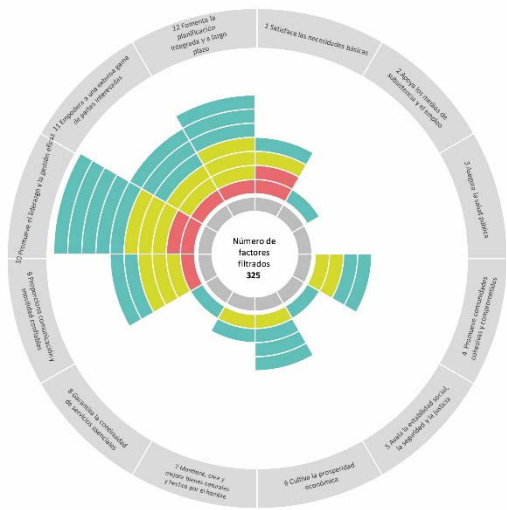 Número de
factores
filtrados
325
1 Satisface las necesidades básicas
2 Apoya los medios de
subsistencia y el empleo
3 Asegura la salud pública
4 Promueve comunidades
cohesivas y comprometidas
5 Avala la estabilidad social,
la seguridad y la justicia
6 Cultiva la prosperidad
económica
7 Mantiene, crea y
mejora bienes naturales
y hechos por el hombre
8 Garantiza la continuidad
de servicios esenciales
9 Proporciona comunicación y
movilidad confiables
10 Promueve el liderazgo y la gestión eficaz
11 Empodera a una extensa gama
de partes interesadas
12 Fomenta la
planificación
integrada y a largo
plazo